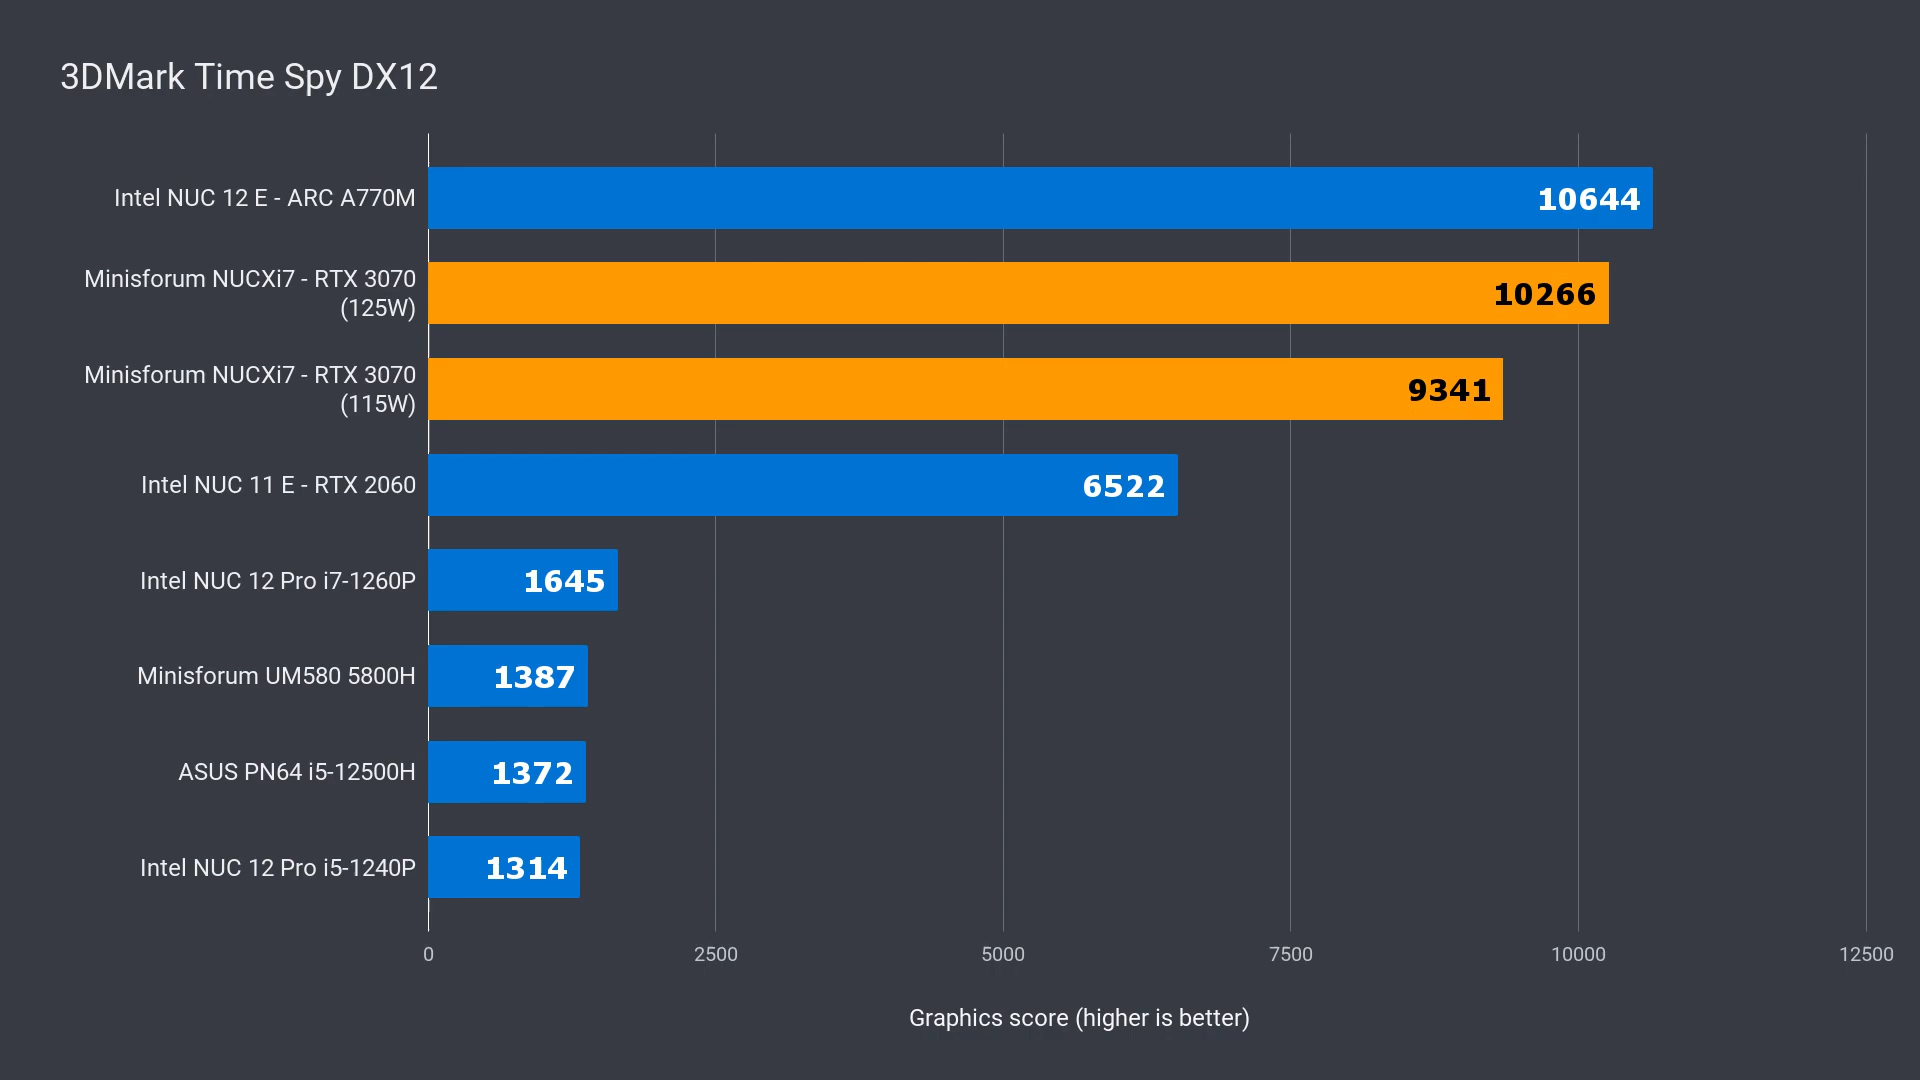 3DMark Time Spy DX12
Intel NUC 12 E - ARC A770M
10644
Minisforum NUCXi7 - RTX 3070
(125W)
10266
Minisforum NUCXi7 - RTX 3070
(115W)
9341
Intel NUC 11 E - RTX 2060
6522
Intel NUC 12 Pro i7-1260P
1645
Minisforum UM580 5800H
1387
ASUS PN64 i5-12500H
1372
Intel NUC 12 Pro i5-1240P
1314
0 2500 5000 7500 10000 12500
Graphics score (higher is better)